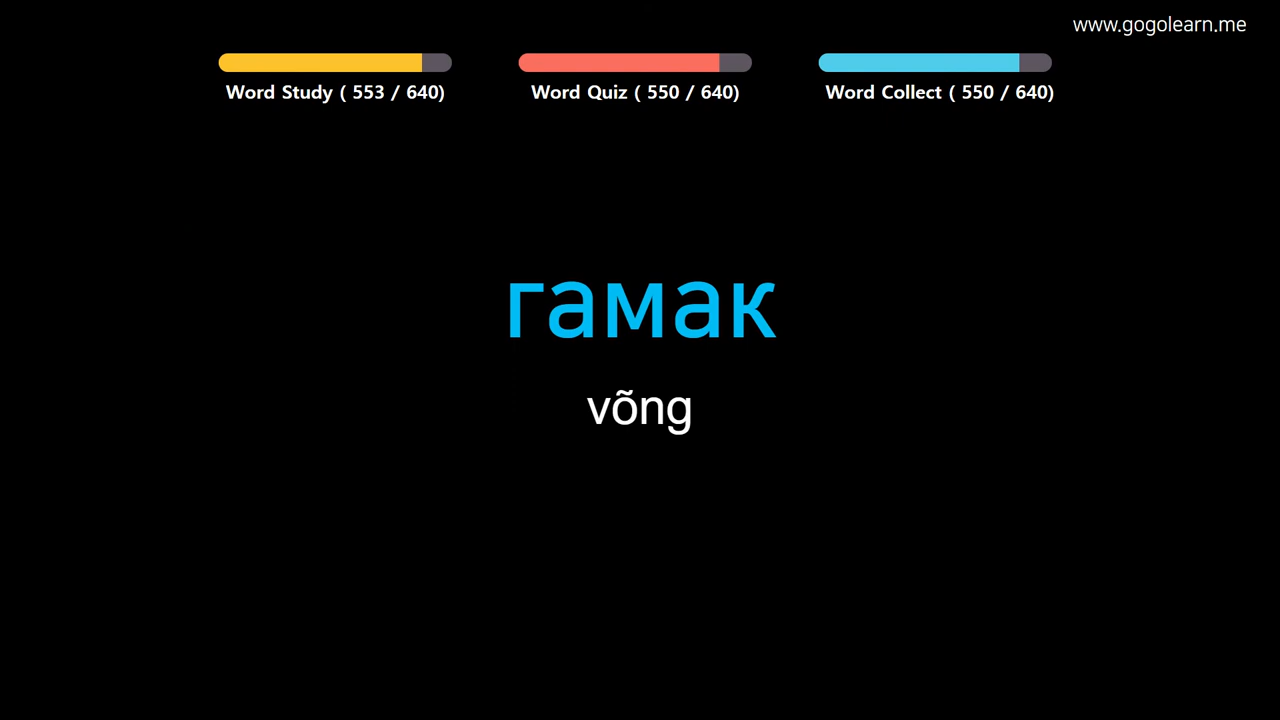 www.gogolearn.me
Word Study ( 553 / 640)
Word Quiz ( 550 / 640)
Word Collect ( 550 / 640)
гамак
võng